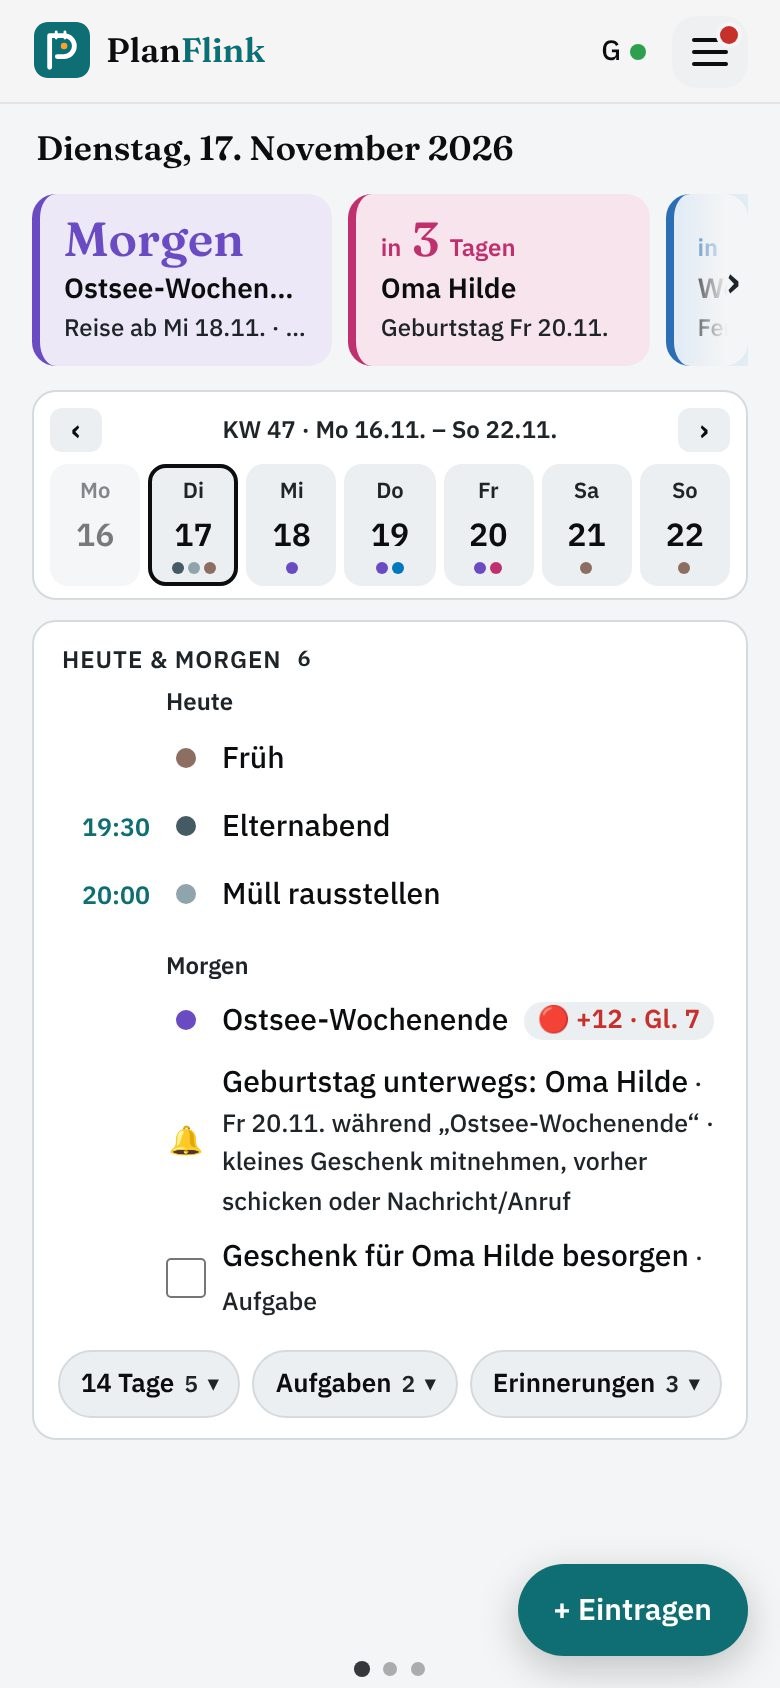 PlanFlink
G
Dienstag, 17. November 2026
Morgen
Ostsee-Wochen...
Reise ab Mi 18.11. · ...
in 3 Tagen
Oma Hilde
Geburtstag Fr 20.11.
in
W
Fe
KW 47 · Mo 16.11. – So 22.11.
Mo Di Mi Do Fr Sa So
16 17 18 19 20 21 22
HEUTE & MORGEN 6
Heute
Früh
19:30 Elternabend
20:00 Müll rausstellen
Morgen
Ostsee-Wochenende +12 · Gl. 7
Geburtstag unterwegs: Oma Hilde ·
Fr 20.11. während „Ostsee-Wochenende“ ·
kleines Geschenk mitnehmen, vorher
schicken oder Nachricht/Anruf
Geschenk für Oma Hilde besorgen ·
Aufgabe
14 Tage 5 ▾ Aufgaben 2 ▾ Erinnerungen 3 ▾
+ Eintragen